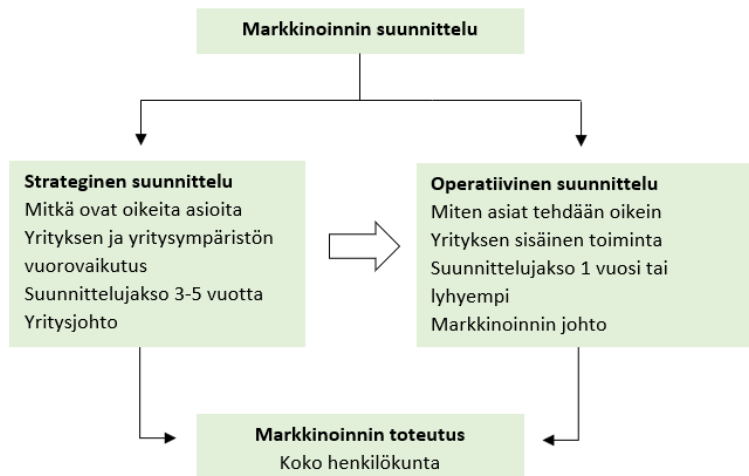 Markkinoinnin suunnittelu
Strateginen suunnittelu
Mitkä ovat oikeita asioita
Yrityksen ja yritysympäristön
vuorovaikutus
Suunnittelujakso 3-5 vuotta
Yritysjohto
Operatiivinen suunnittelu
Miten asiat tehdään oikein
Yrityksen sisäinen toiminta
Suunnittelujakso 1 vuosi tai
lyhyempi
Markkinoinnin johto
Markkinoinnin toteutus
Koko henkilökunta